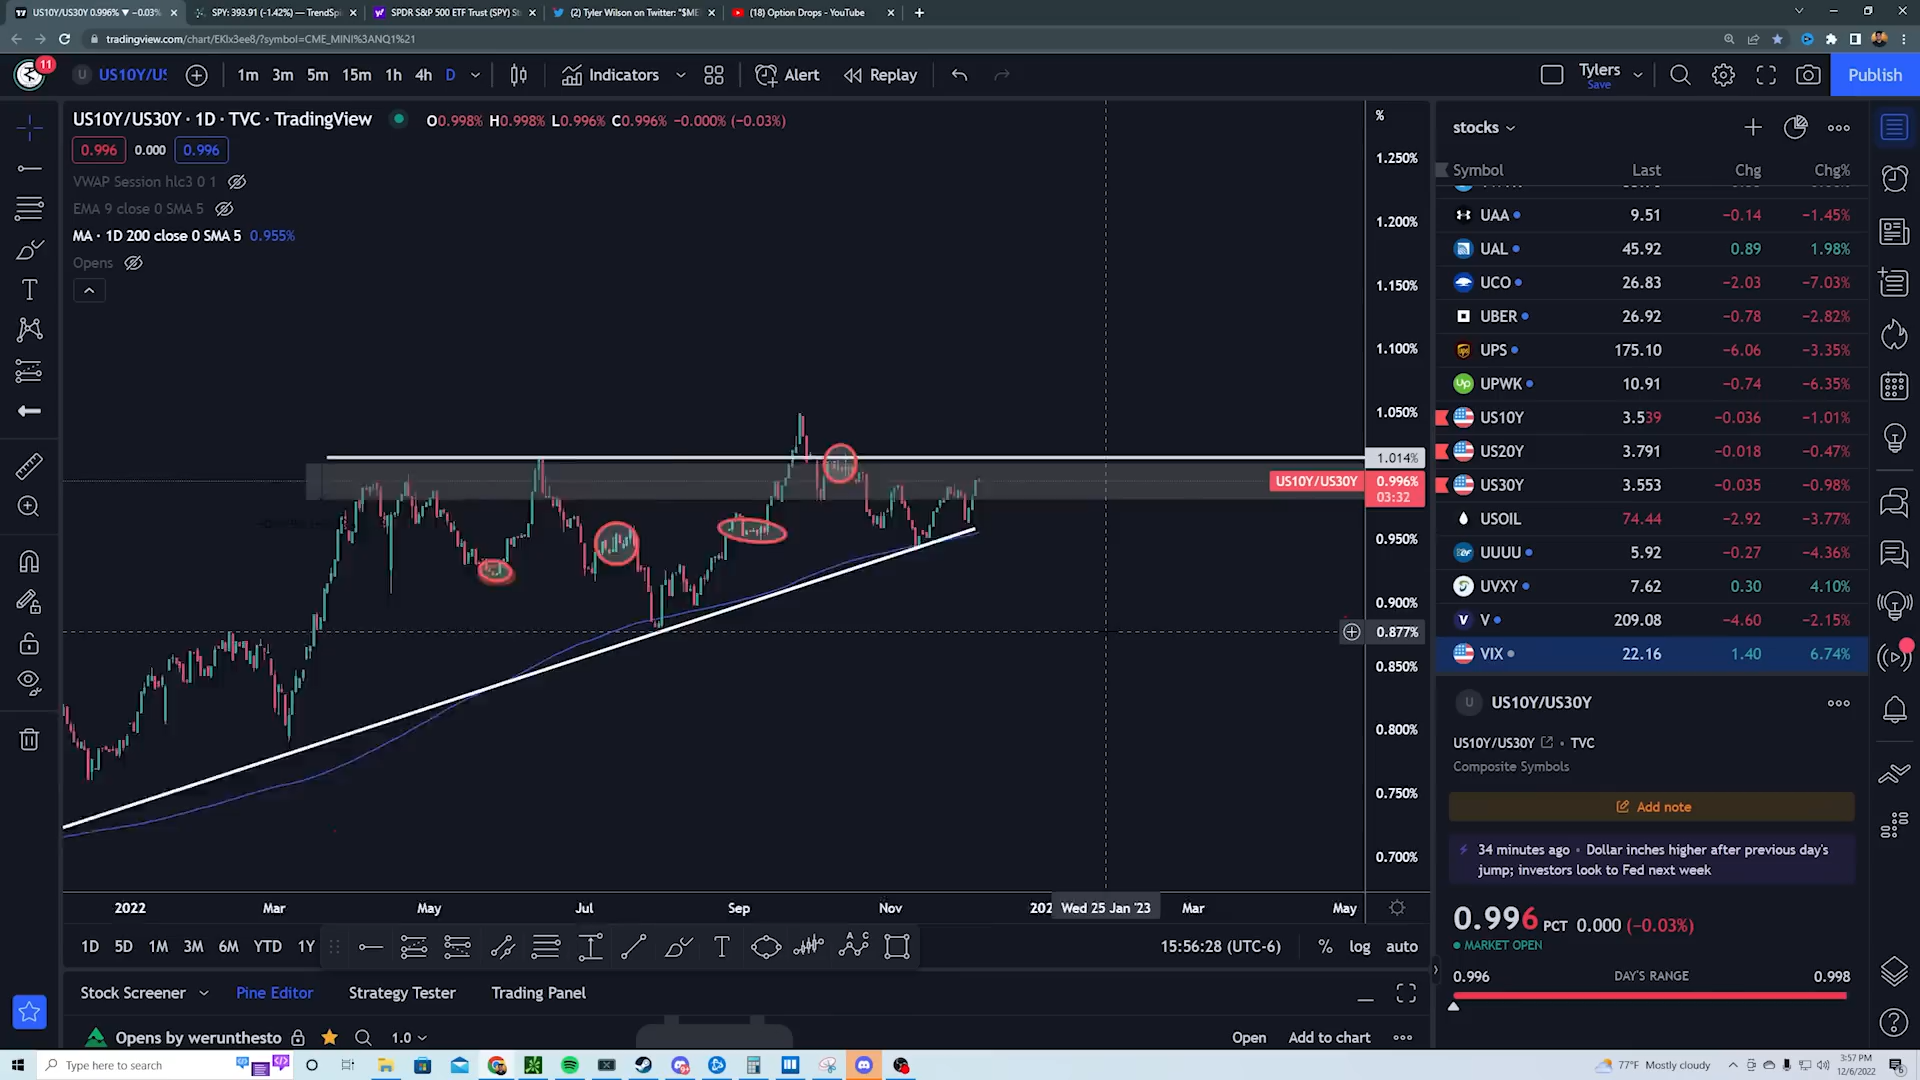 US10Y/US30Y 0.996% ▼ −0.03%
SPY: 393.91 (−1.42%) — TrendSpi
SPDR S&P 500 ETF Trust (SPY) St
(2) Tyler Wilson on Twitter: "$ME
(18) Option Drops - YouTube
tradingview.com/chart/EKlx3ee8/?symbol=CME_MINI%3ANQ1%21
11
U US10Y/US
1m 3m 5m 15m 1h 4h D
Indicators
Alert
Replay
Tylers
Save
Publish
US10Y/US30Y · 1D · TVC · TradingView
O0.998% H0.998% L0.996% C0.996% −0.000% (−0.03%)
0.996 0.000 0.996
VWAP Session hlc3 0 1
EMA 9 close 0 SMA 5
MA · 1D 200 close 0 SMA 5 0.955%
Opens
%
1.250%
1.200%
1.150%
1.100%
1.050%
1.014%
US10Y/US30Y 0.996%
03:32
0.950%
0.900%
0.877%
0.850%
0.800%
0.750%
0.700%
2022 Mar May Jul Sep Nov 202 Wed 25 Jan '23 Mar May
1D 5D 1M 3M 6M YTD 1Y
T
A C
15:56:28 (UTC-6) % log auto
Stock Screener Pine Editor Strategy Tester Trading Panel
Opens by werunthesto 1.0
Open Add to chart
stocks
Symbol Last Chg Chg%
UAA 9.51 −0.14 −1.45%
UAL 45.92 0.89 1.98%
UCO 26.83 −2.03 −7.03%
UBER 26.92 −0.78 −2.82%
UPS 175.10 −6.06 −3.35%
UPWK 10.91 −0.74 −6.35%
US10Y 3.539 −0.036 −1.01%
US20Y 3.791 −0.018 −0.47%
US30Y 3.553 −0.035 −0.98%
USOIL 74.44 −2.92 −3.77%
UUUU 5.92 −0.27 −4.36%
UVXY 7.62 0.30 4.10%
V 209.08 −4.60 −2.15%
VIX 22.16 1.40 6.74%
U US10Y/US30Y
US10Y/US30Y • TVC
Composite Symbols
Add note
34 minutes ago • Dollar inches higher after previous day's
jump; investors look to Fed next week
0.996 PCT 0.000 (−0.03%)
MARKET OPEN
0.996 DAY'S RANGE 0.998
Type here to search
77°F Mostly cloudy
3:57 PM
12/6/2022